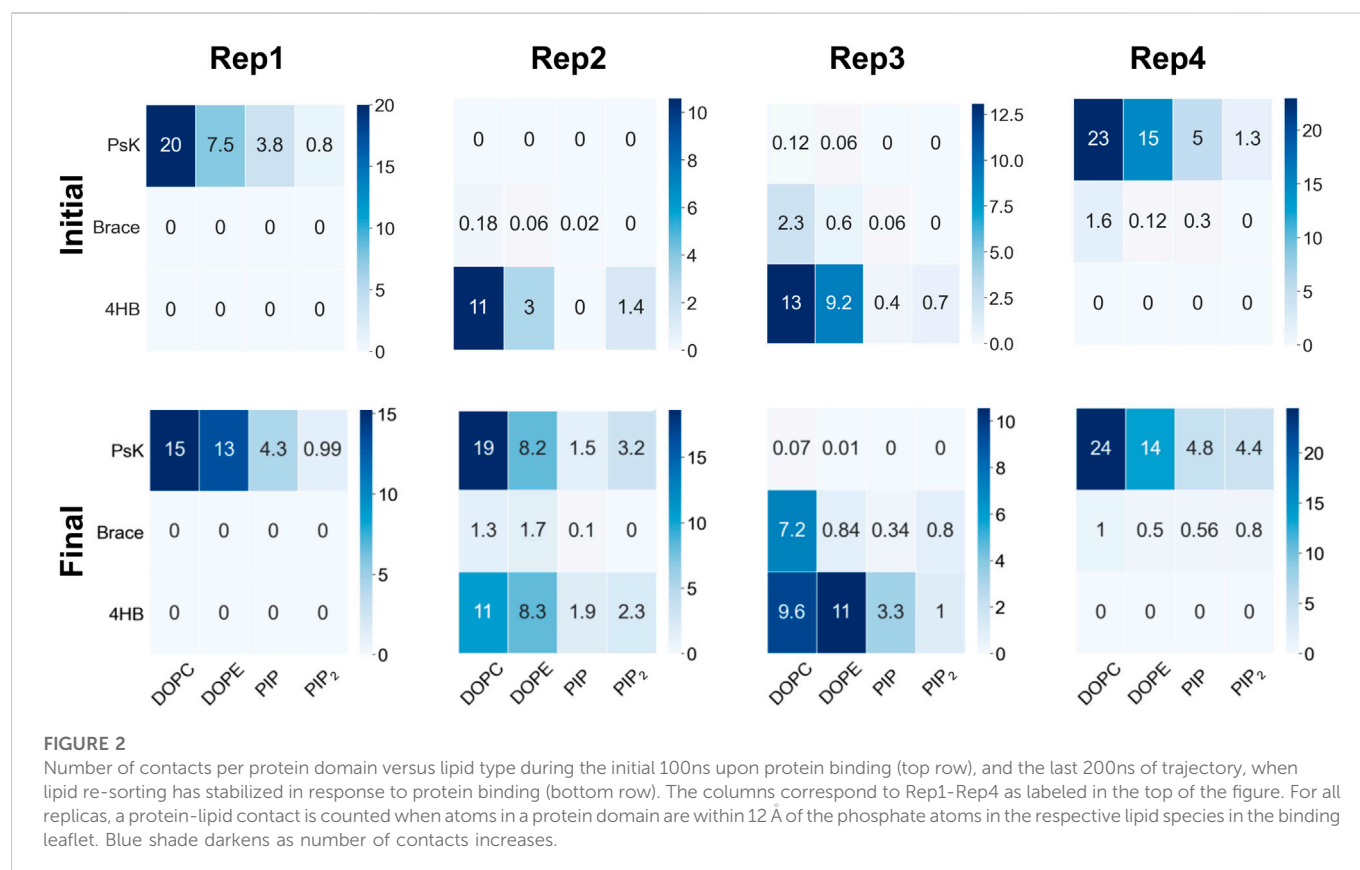 Rep1 Rep2 Rep3 Rep4
Initial
PsK 20 7.5 3.8 0.8
Brace 0 0 0 0
4HB 0 0 0 0
20
15
10
5
0
0 0 0 0
0.18 0.06 0.02 0
11 3 0 1.4
10
8
6
4
2
0
0.12 0.06 0 0
2.3 0.6 0.06 0
13 9.2 0.4 0.7
12.5
10.0
7.5
5.0
2.5
0.0
23 15 5 1.3
1.6 0.12 0.3 0
0 0 0 0
20
15
10
5
0
Final
PsK 15 13 4.3 0.99
Brace 0 0 0 0
4HB 0 0 0 0
DOPC DOPE PIP PIP₂
15
10
5
0
19 8.2 1.5 3.2
1.3 1.7 0.1 0
11 8.3 1.9 2.3
DOPC DOPE PIP PIP₂
15
10
5
0
0.07 0.01 0 0
7.2 0.84 0.34 0.8
9.6 11 3.3 1
DOPC DOPE PIP PIP₂
10
8
6
4
2
0
24 14 4.8 4.4
1 0.5 0.56 0.8
0 0 0 0
DOPC DOPE PIP PIP₂
20
15
10
5
0
FIGURE 2
Number of contacts per protein domain versus lipid type during the initial 100ns upon protein binding (top row), and the last 200ns of trajectory, when
lipid re-sorting has stabilized in response to protein binding (bottom row). The columns correspond to Rep1-Rep4 as labeled in the top of the figure. For all
replicas, a protein-lipid contact is counted when atoms in a protein domain are within 12 Å of the phosphate atoms in the respective lipid species in the binding
leaflet. Blue shade darkens as number of contacts increases.